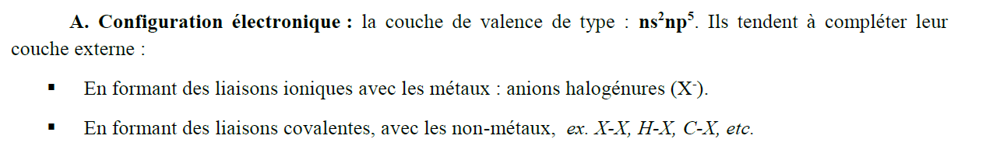 A. Configuration électronique : la couche de valence de type : ns²np⁵. Ils tendent à compléter leur
couche externe :
▪ En formant des liaisons ioniques avec les métaux : anions halogénures (X⁻).
▪ En formant des liaisons covalentes, avec les non-métaux, ex. X-X, H-X, C-X, etc.